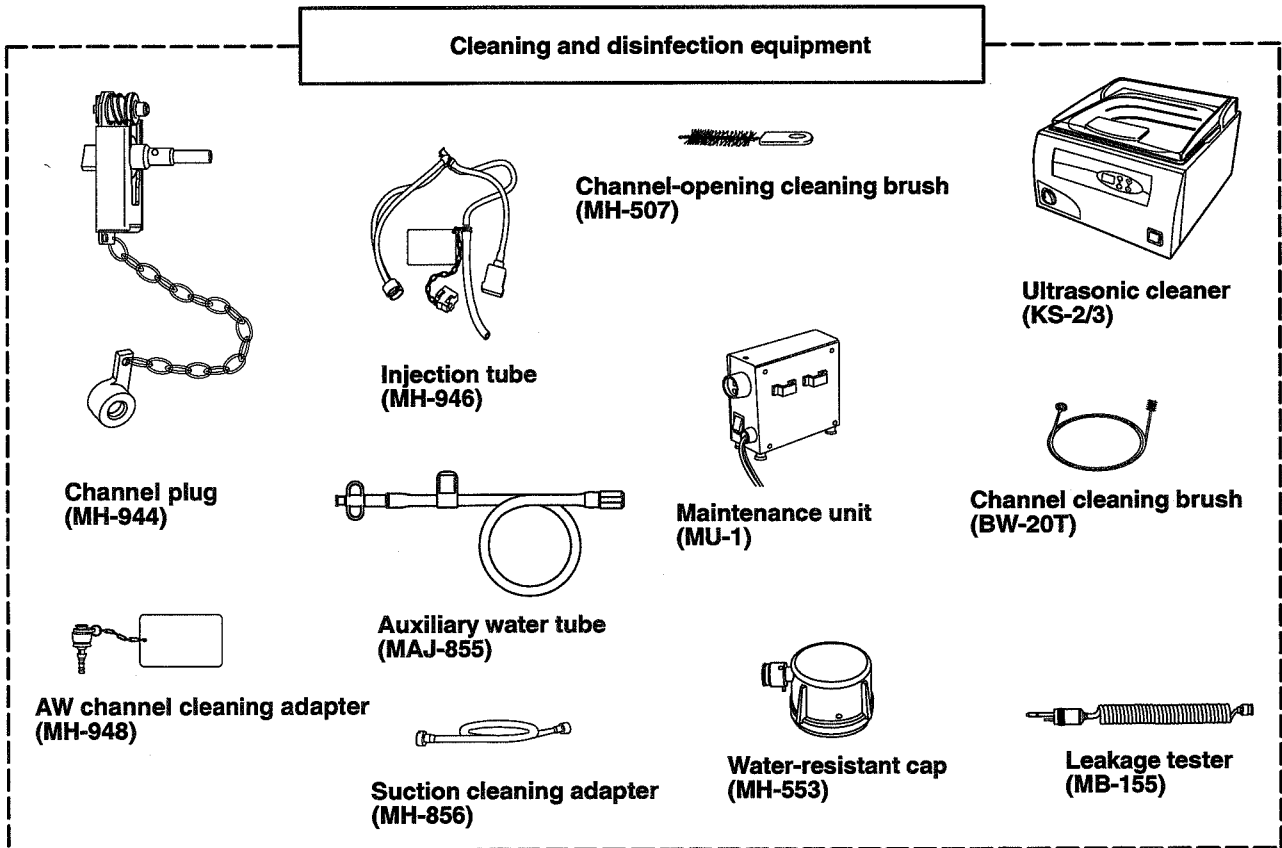 Cleaning and disinfection equipment
Channel-opening cleaning brush
(MH-507)
Ultrasonic cleaner
(KS-2/3)
Injection tube
(MH-946)
Channel plug
(MH-944)
Maintenance unit
(MU-1)
Channel cleaning brush
(BW-20T)
Auxiliary water tube
(MAJ-855)
AW channel cleaning adapter
(MH-948)
Suction cleaning adapter
(MH-856)
Water-resistant cap
(MH-553)
Leakage tester
(MB-155)